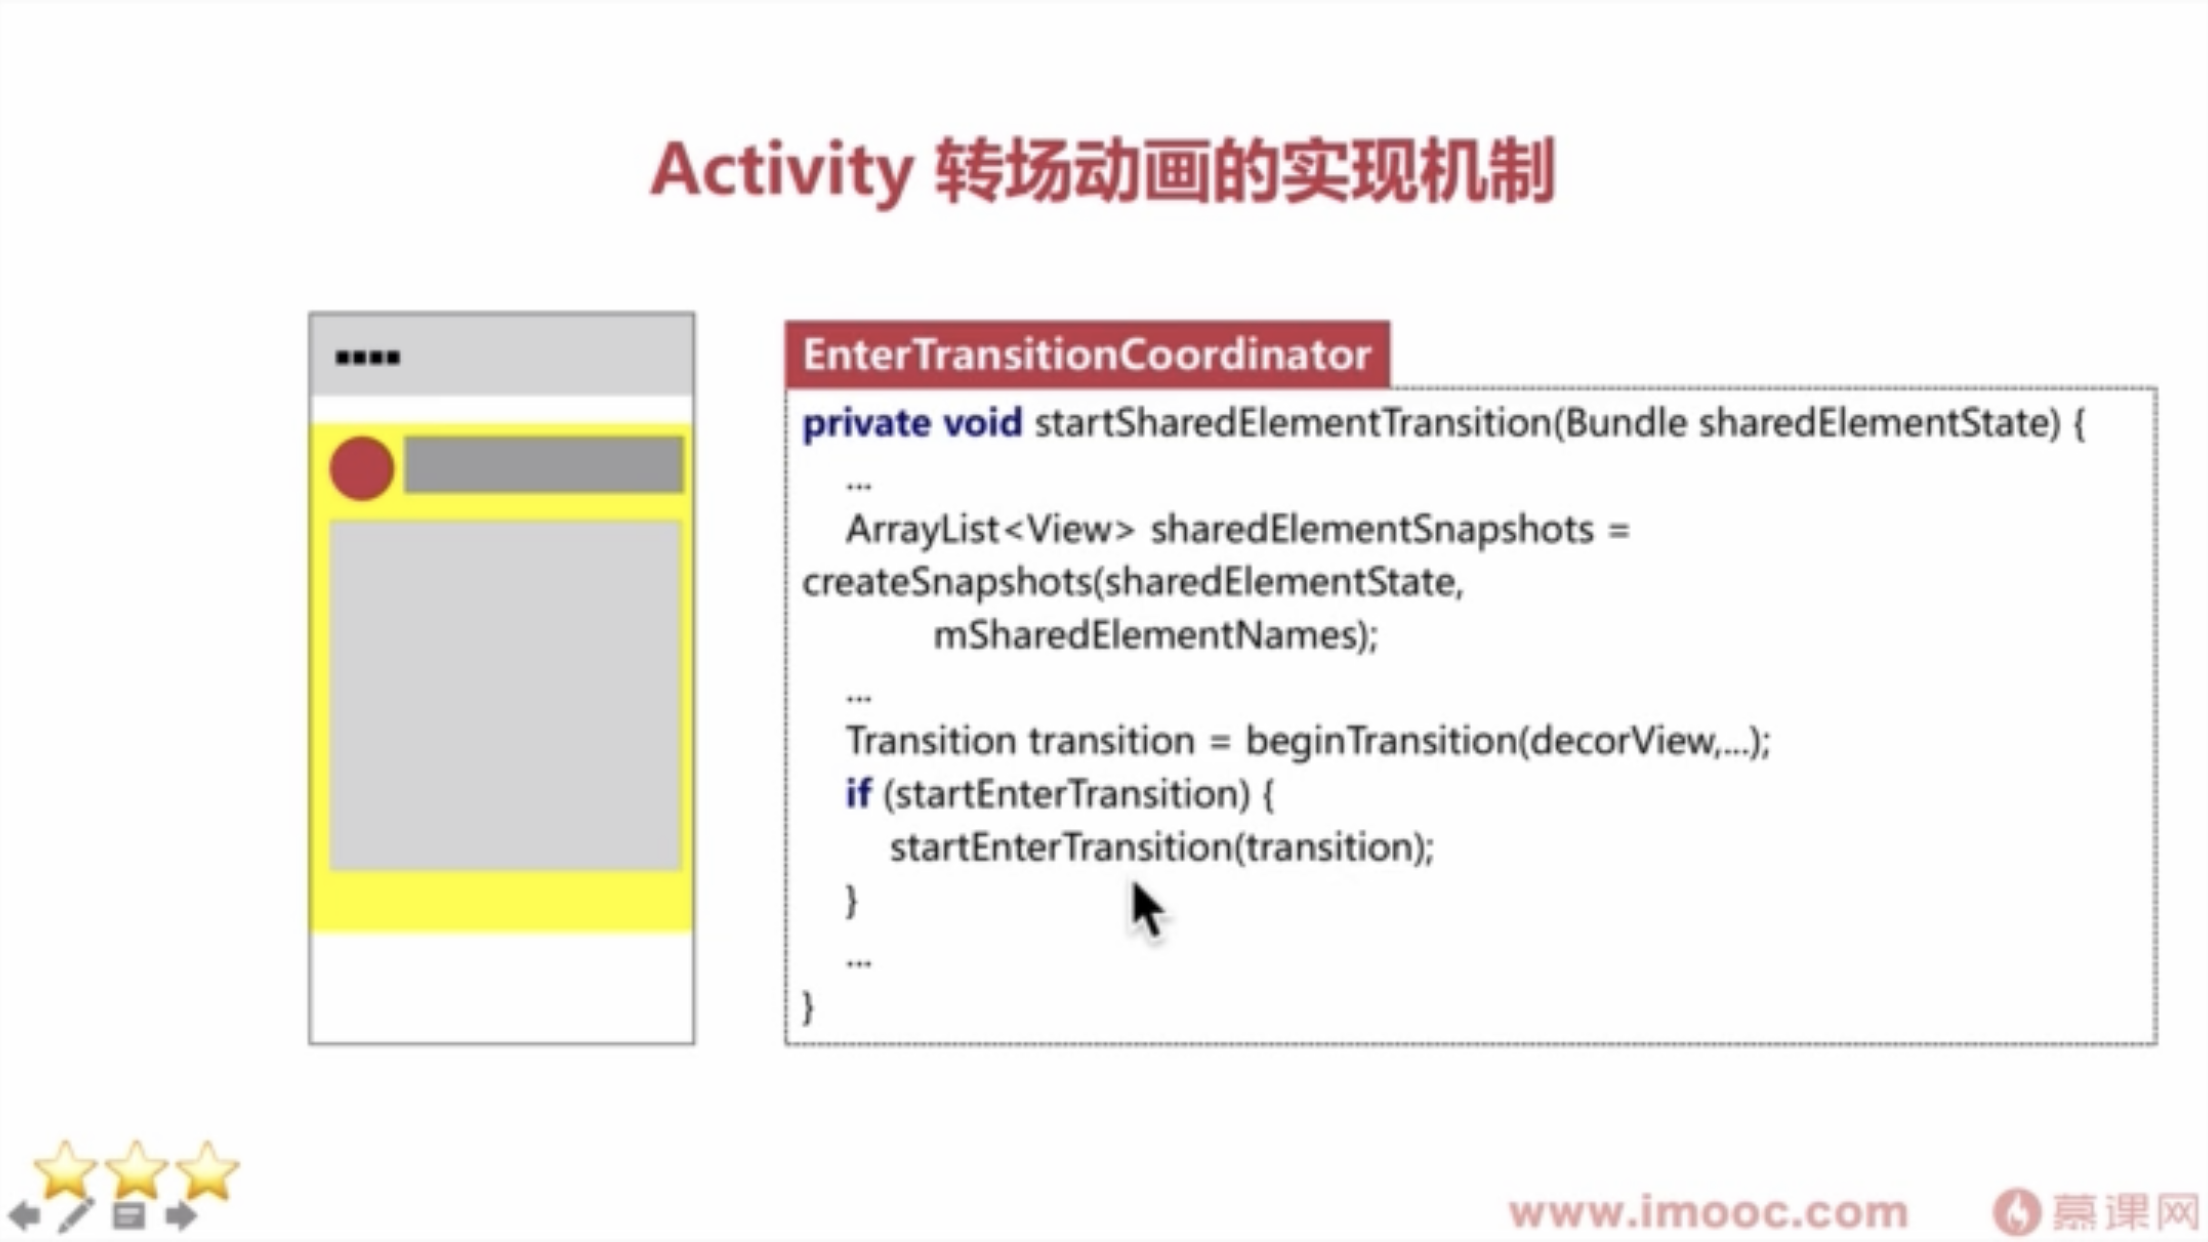 Activity 转场动画的实现机制
EnterTransitionCoordinator
private void startSharedElementTransition(Bundle sharedElementState) {
...
ArrayList<View> sharedElementSnapshots =
createSnapshots(sharedElementState,
mSharedElementNames);
...
Transition transition = beginTransition(decorView,...);
if (startEnterTransition) {
startEnterTransition(transition);
}
...
}
www.imooc.com 慕课网